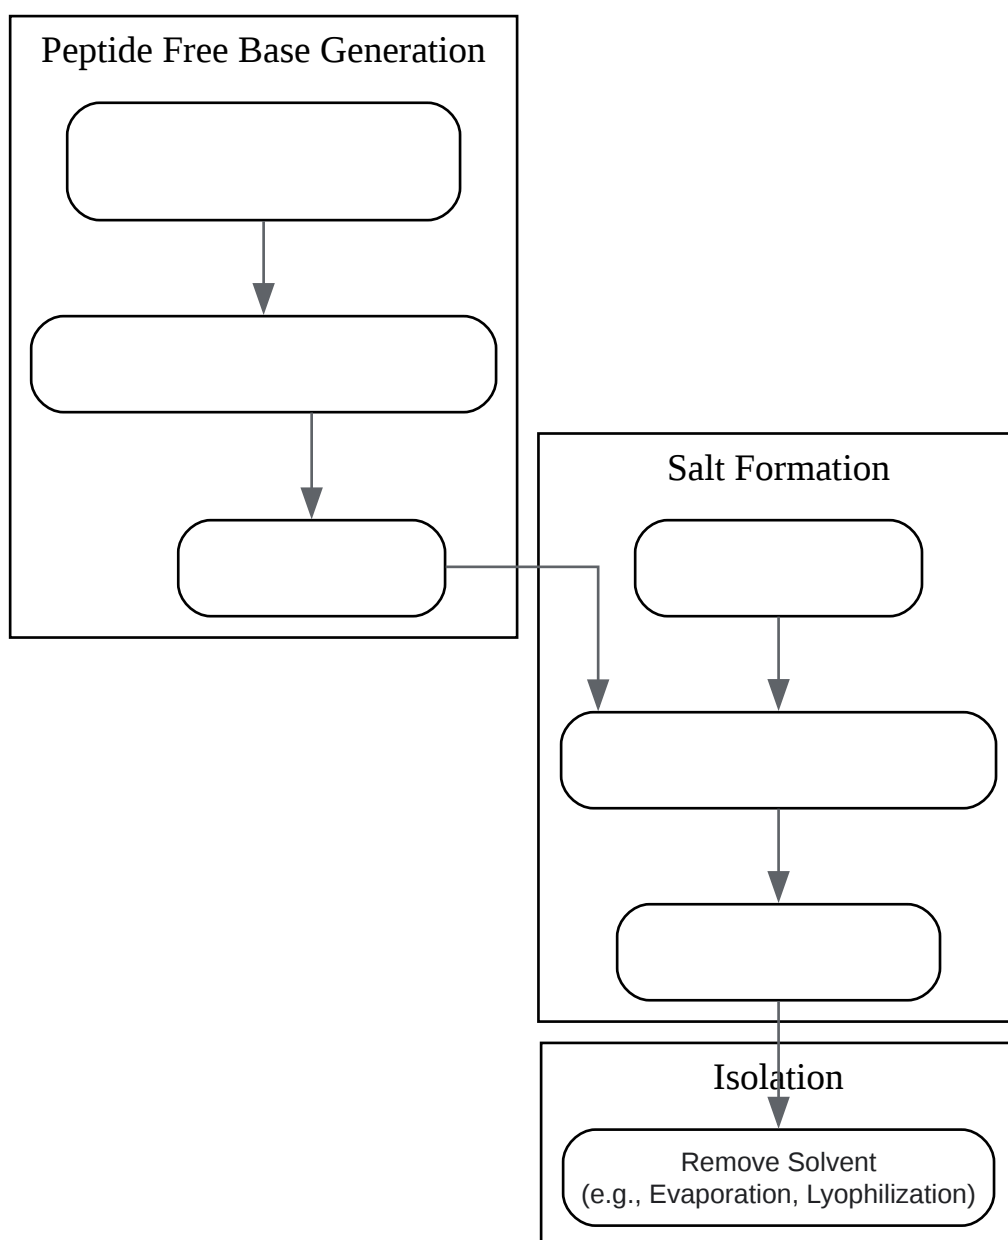 Peptide Free Base Generation
Salt Formation
Isolation
Remove Solvent
(e.g., Evaporation, Lyophilization)